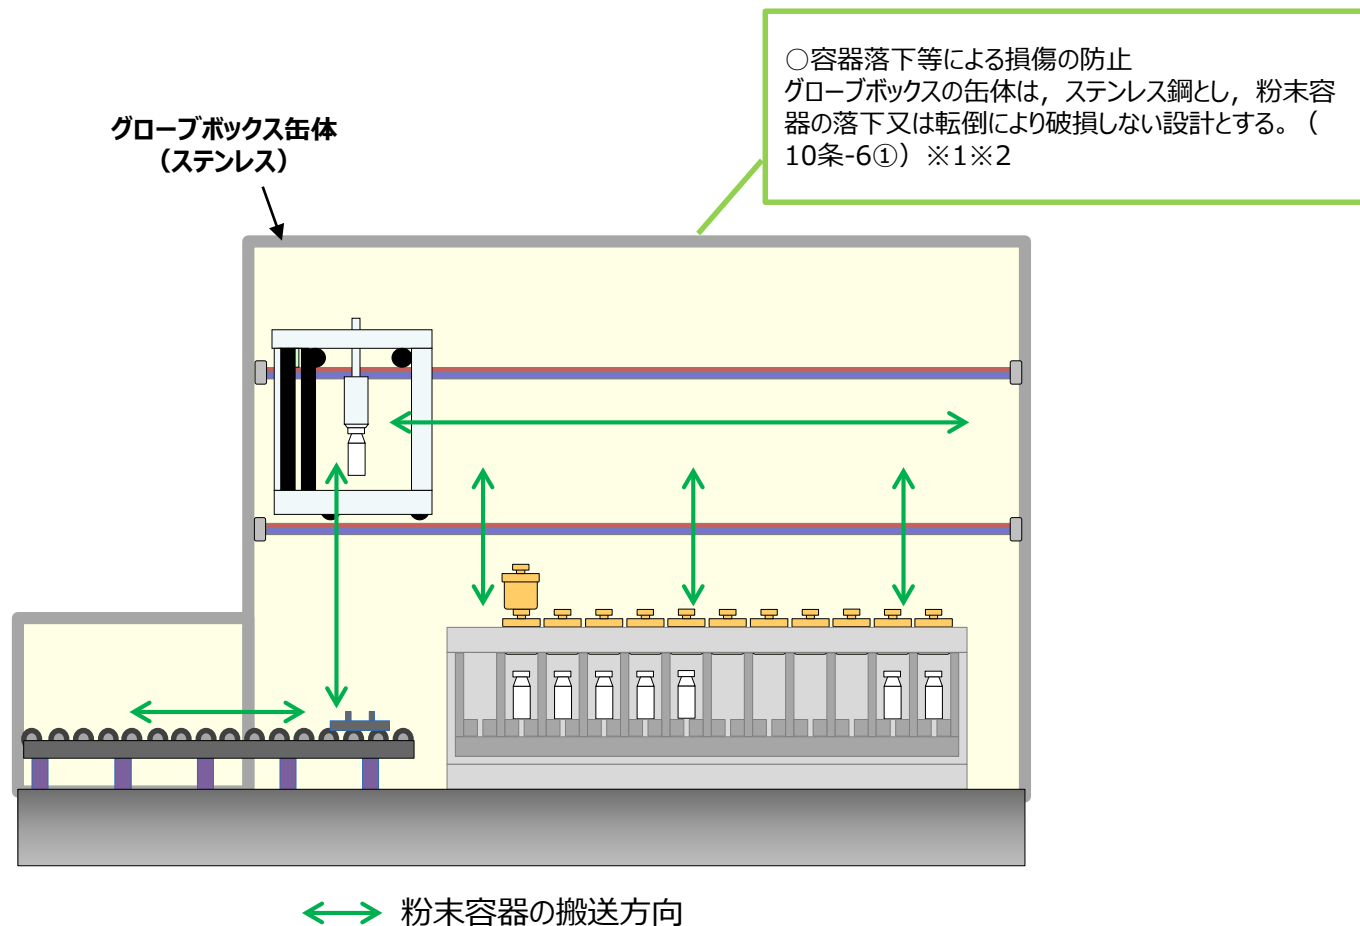 ○容器落下等による損傷の防止
グローブボックスの缶体は，ステンレス鋼とし，粉末容
器の落下又は転倒により破損しない設計とする。（
10条-6①）※1※2
グローブボックス缶体
（ステンレス）
粉末容器の搬送方向